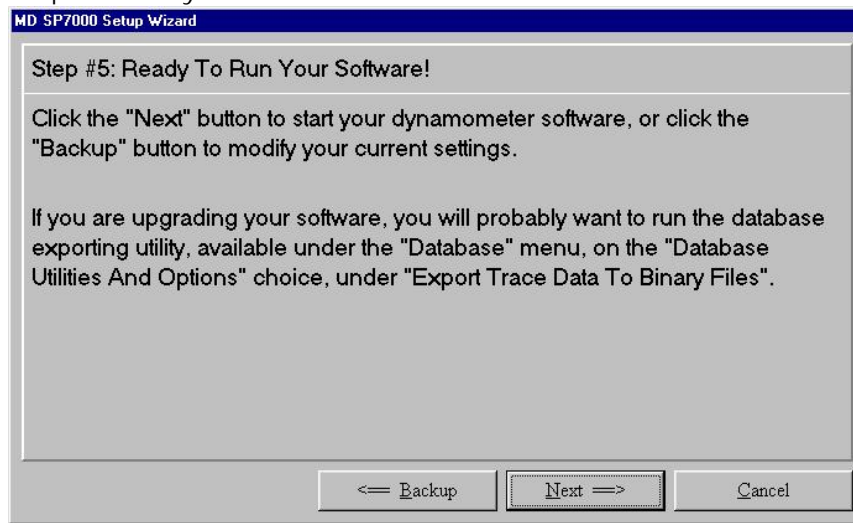 MD SP7000 Setup Wizard
Step #5: Ready To Run Your Software!
Click the "Next" button to start your dynamometer software, or click the
"Backup" button to modify your current settings.
If you are upgrading your software, you will probably want to run the database
exporting utility, available under the "Database" menu, on the "Database
Utilities And Options" choice, under "Export Trace Data To Binary Files".
<== Backup
Next ==>
Cancel